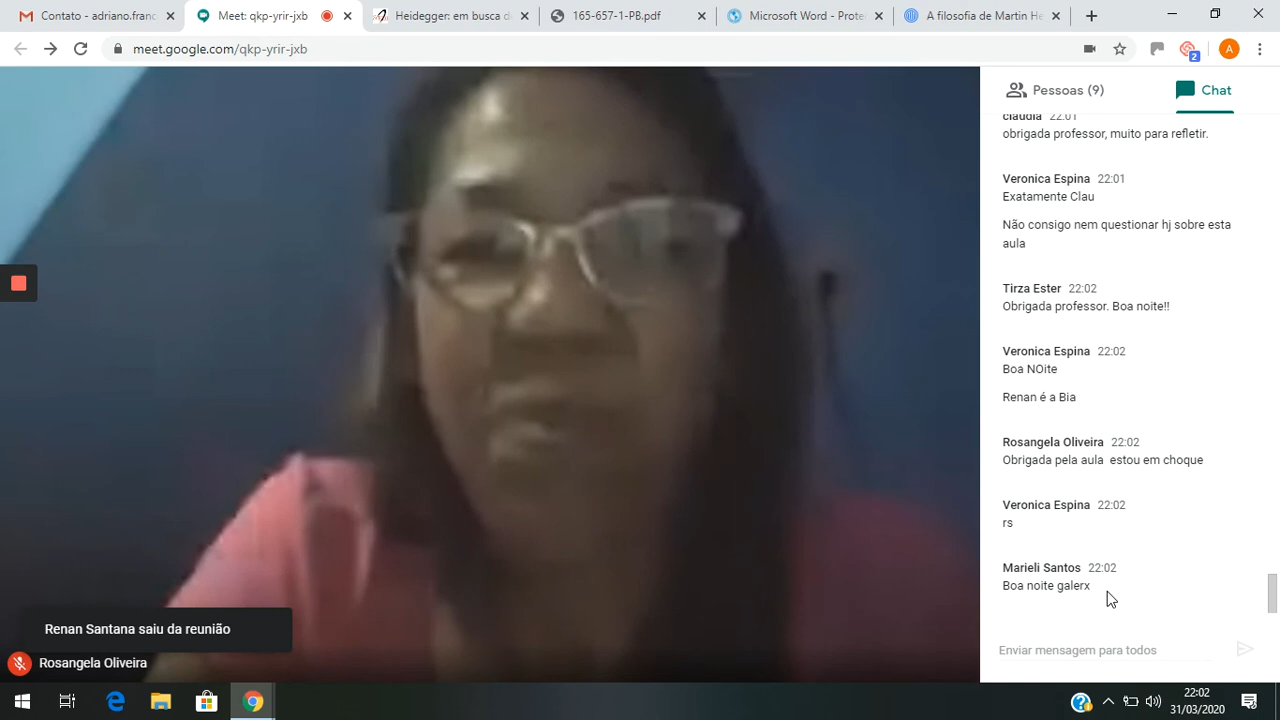 Contato - adriano.franc
Meet: qkp-yrir-jxb
Heidegger: em busca d
165-657-1-PB.pdf
Microsoft Word - Prote
A filosofia de Martin He
meet.google.com/qkp-yrir-jxb
2
A
Pessoas (9)
Chat
claudia 22:01
obrigada professor, muito para refletir.
Veronica Espina 22:01
Exatamente Clau
Não consigo nem questionar hj sobre esta
aula
Tirza Ester 22:02
Obrigada professor. Boa noite!!
Veronica Espina 22:02
Boa NOite
Renan é a Bia
Rosangela Oliveira 22:02
Obrigada pela aula estou em choque
Veronica Espina 22:02
rs
Marieli Santos 22:02
Boa noite galerx
Renan Santana saiu da reunião
Rosangela Oliveira
Enviar mensagem para todos
22:02
31/03/2020